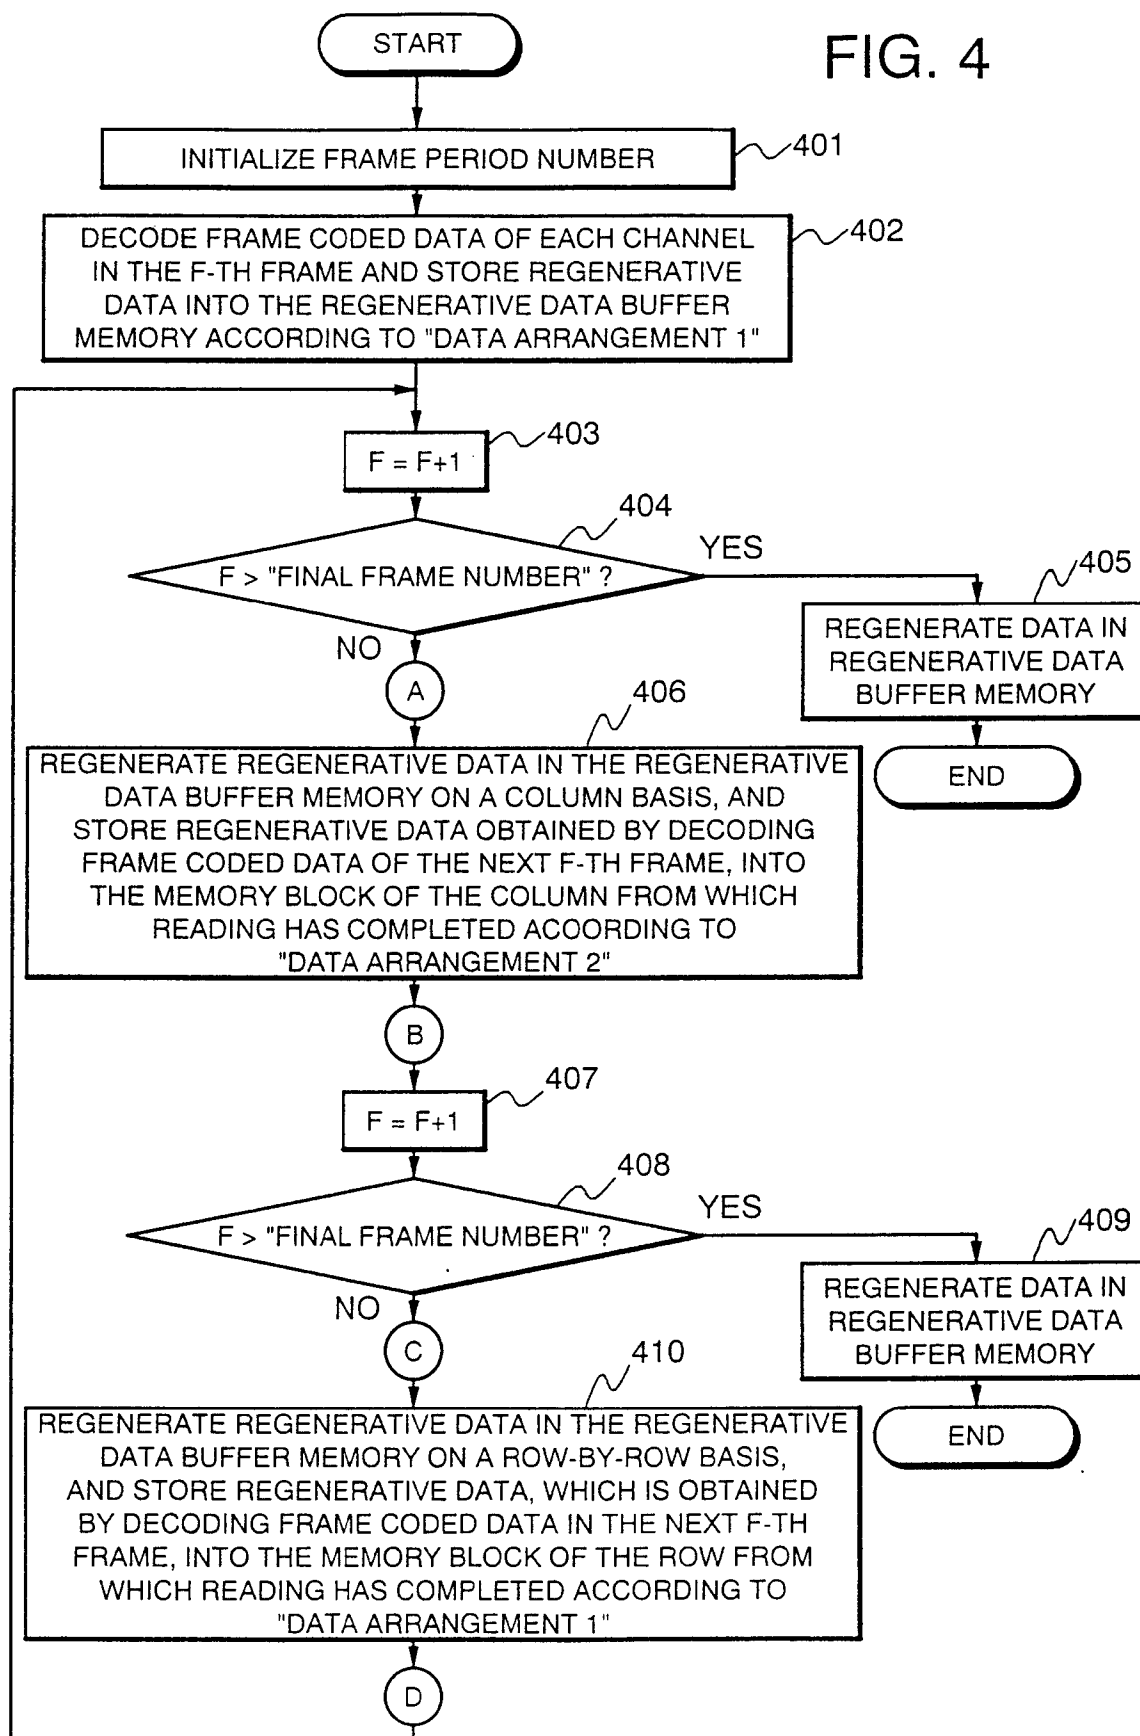 START
FIG. 4
INITIALIZE FRAME PERIOD NUMBER
401
DECODE FRAME CODED DATA OF EACH CHANNEL
IN THE F-TH FRAME AND STORE REGENERATIVE
DATA INTO THE REGENERATIVE DATA BUFFER
MEMORY ACCORDING TO "DATA ARRANGEMENT 1"
402
F = F+1
403
F > "FINAL FRAME NUMBER" ?
404
YES
NO
405
REGENERATE DATA IN
REGENERATIVE DATA
BUFFER MEMORY
END
A
406
REGENERATE REGENERATIVE DATA IN THE REGENERATIVE
DATA BUFFER MEMORY ON A COLUMN BASIS, AND
STORE REGENERATIVE DATA OBTAINED BY DECODING
FRAME CODED DATA OF THE NEXT F-TH FRAME, INTO
THE MEMORY BLOCK OF THE COLUMN FROM WHICH
READING HAS COMPLETED ACOORDING TO
"DATA ARRANGEMENT 2"
B
F = F+1
407
F > "FINAL FRAME NUMBER" ?
408
YES
NO
409
REGENERATE DATA IN
REGENERATIVE DATA
BUFFER MEMORY
END
C
410
REGENERATE REGENERATIVE DATA IN THE REGENERATIVE
DATA BUFFER MEMORY ON A ROW-BY-ROW BASIS,
AND STORE REGENERATIVE DATA, WHICH IS OBTAINED
BY DECODING FRAME CODED DATA IN THE NEXT F-TH
FRAME, INTO THE MEMORY BLOCK OF THE ROW FROM
WHICH READING HAS COMPLETED ACCORDING TO
"DATA ARRANGEMENT 1"
D